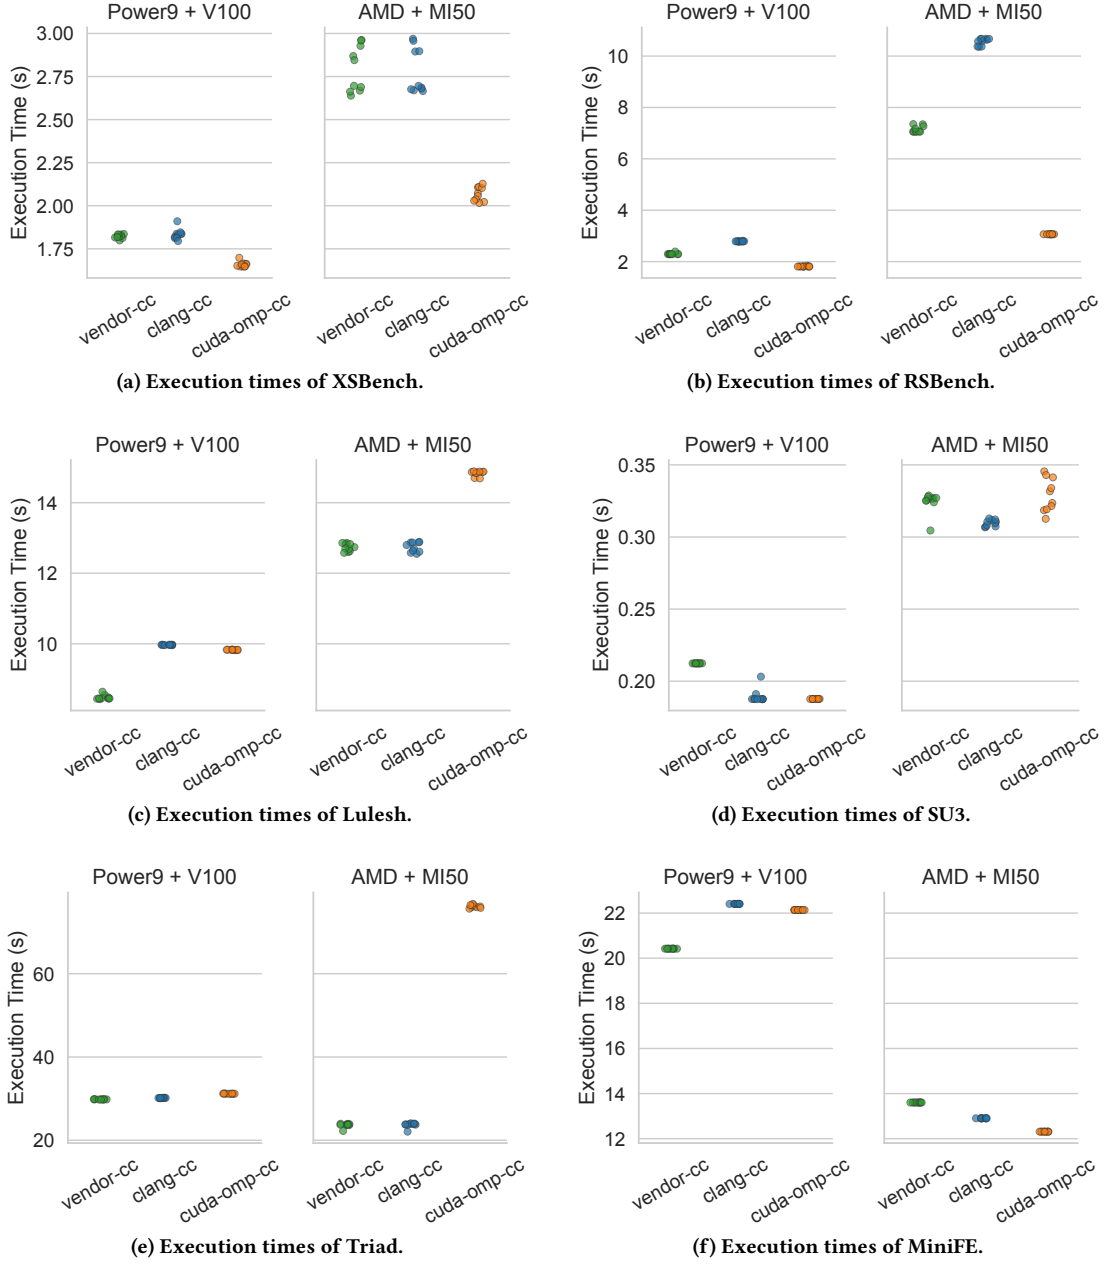 Power9 + V100
AMD + MI50
Execution Time (s)
3.00
2.75
2.50
2.25
2.00
1.75
vendor-cc
clang-cc
cuda-omp-cc
vendor-cc
clang-cc
cuda-omp-cc
(a) Execution times of XSBench.
Power9 + V100
AMD + MI50
Execution Time (s)
10
8
6
4
2
vendor-cc
clang-cc
cuda-omp-cc
vendor-cc
clang-cc
cuda-omp-cc
(b) Execution times of RSBench.
Power9 + V100
AMD + MI50
Execution Time (s)
14
12
10
vendor-cc
clang-cc
cuda-omp-cc
vendor-cc
clang-cc
cuda-omp-cc
(c) Execution times of Lulesh.
Power9 + V100
AMD + MI50
Execution Time (s)
0.35
0.30
0.25
0.20
vendor-cc
clang-cc
cuda-omp-cc
vendor-cc
clang-cc
cuda-omp-cc
(d) Execution times of SU3.
Power9 + V100
AMD + MI50
Execution Time (s)
60
40
20
vendor-cc
clang-cc
cuda-omp-cc
vendor-cc
clang-cc
cuda-omp-cc
(e) Execution times of Triad.
Power9 + V100
AMD + MI50
Execution Time (s)
22
20
18
16
14
12
vendor-cc
clang-cc
cuda-omp-cc
vendor-cc
clang-cc
cuda-omp-cc
(f) Execution times of MiniFE.